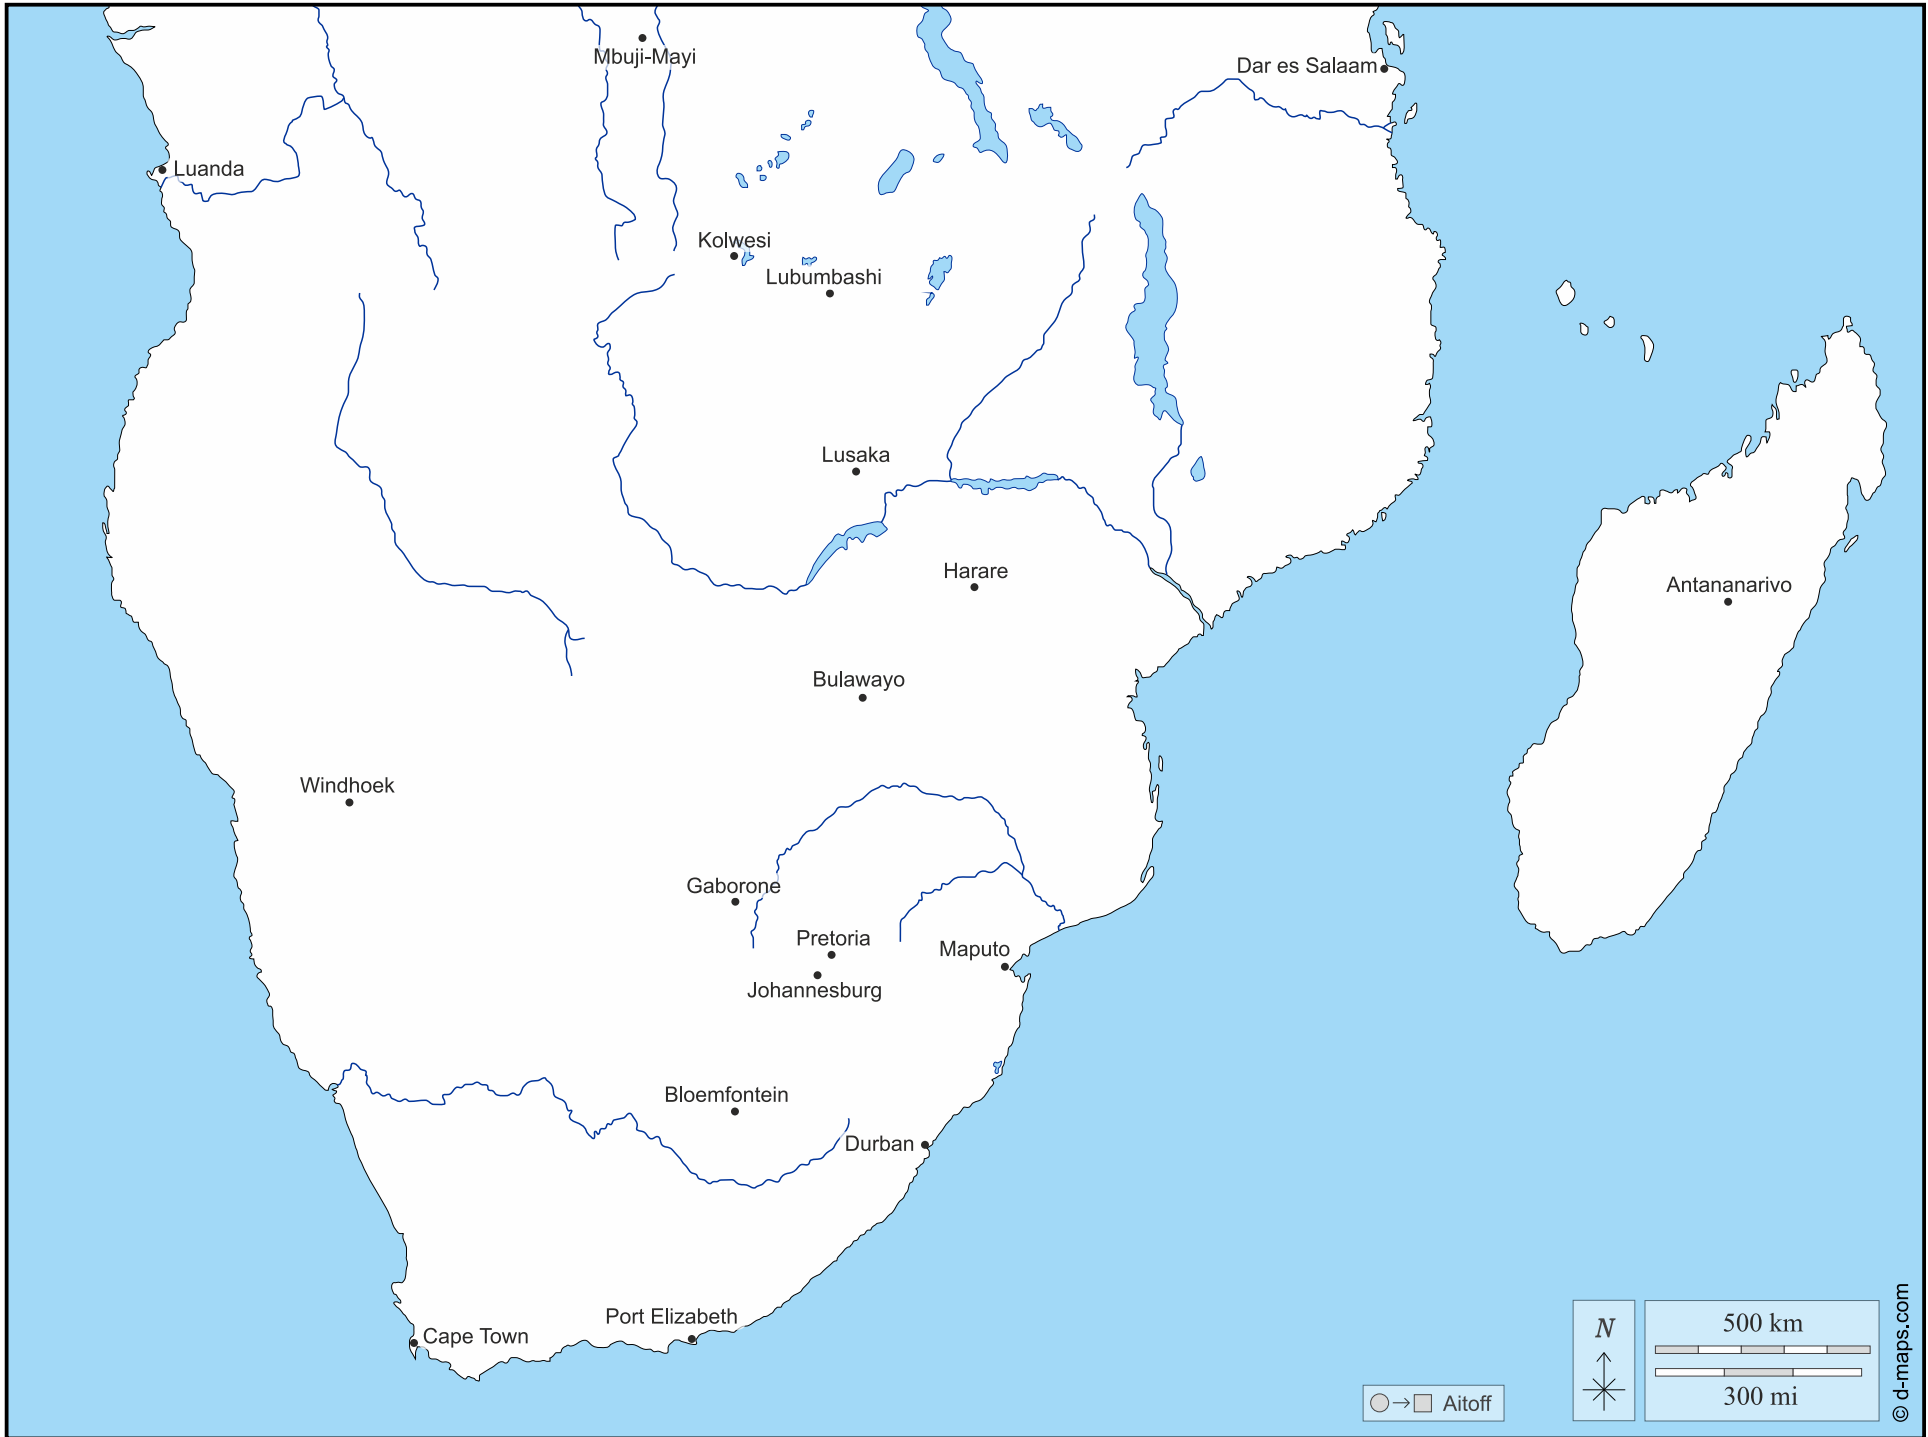 Mbuji-Mayi
Dar es Salaam
Luanda
Kolwesi
Lubumbashi
Lusaka
Harare
Antananarivo
Bulawayo
Windhoek
Gaborone
Pretoria
Maputo
Johannesburg
Bloemfontein
Durban
Port Elizabeth
Cape Town
N
500 km
300 mi
Aitoff
© d-maps.com